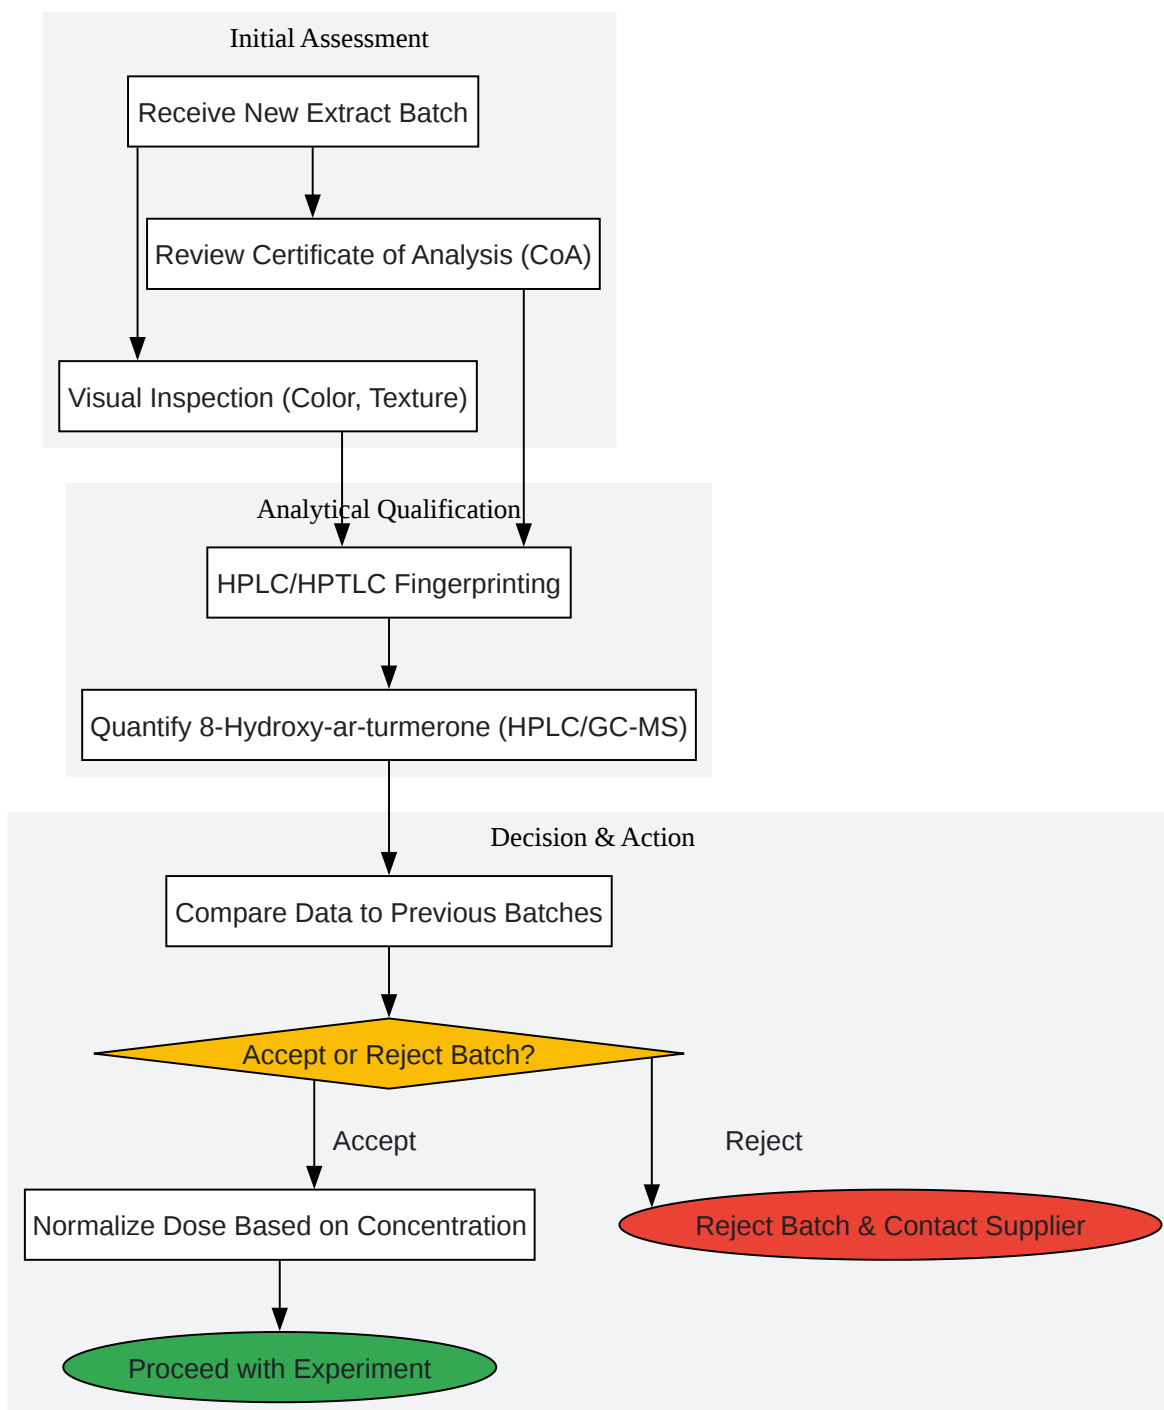 Initial Assessment
Receive New Extract Batch
Review Certificate of Analysis (CoA)
Visual Inspection (Color, Texture)
Analytical Qualification
HPLC/HPTLC Fingerprinting
Quantify 8-Hydroxy-ar-turmerone (HPLC/GC-MS)
Decision & Action
Compare Data to Previous Batches
Accept or Reject Batch?
Accept
Reject
Normalize Dose Based on Concentration
Reject Batch & Contact Supplier
Proceed with Experiment